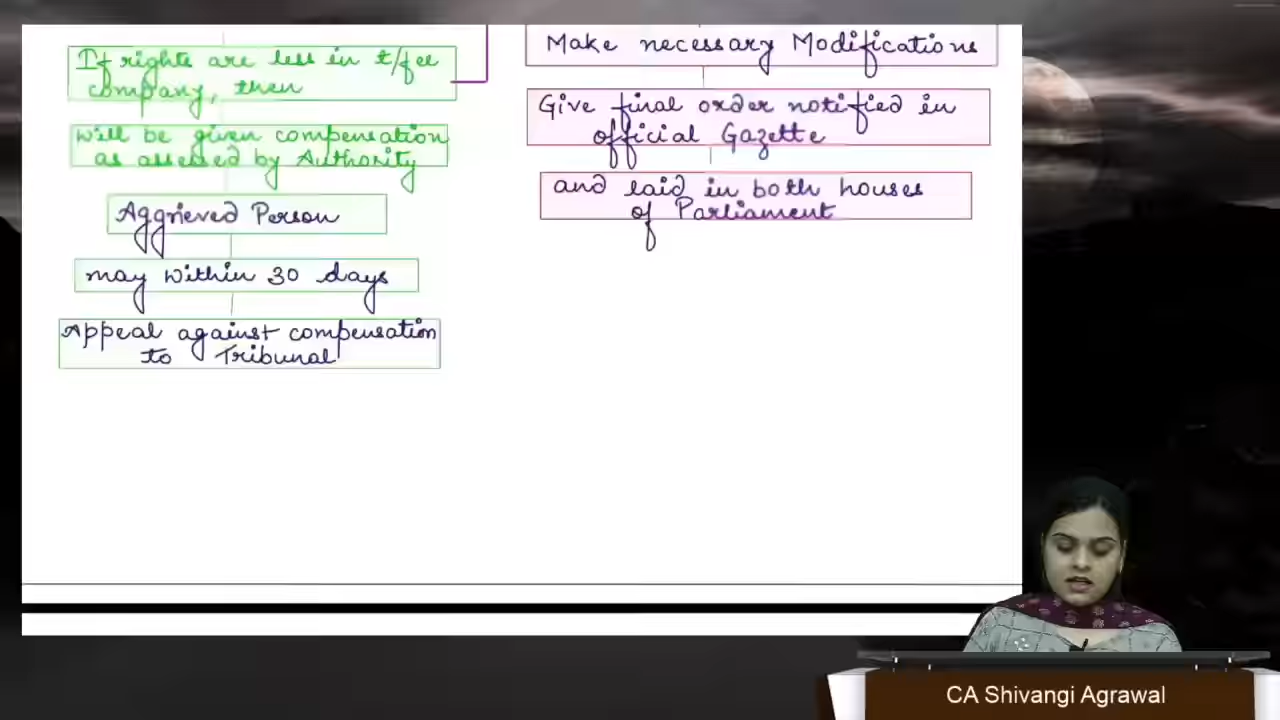 If rights are less in t/fee
company, then
will be given compensation
as assessed by Authority
Aggrieved Person
may within 30 days
Appeal against compensation
to Tribunal
Make necessary Modifications
Give final order notified in
official Gazette
and laid in both houses
of Parliament
CA Shivangi Agrawal